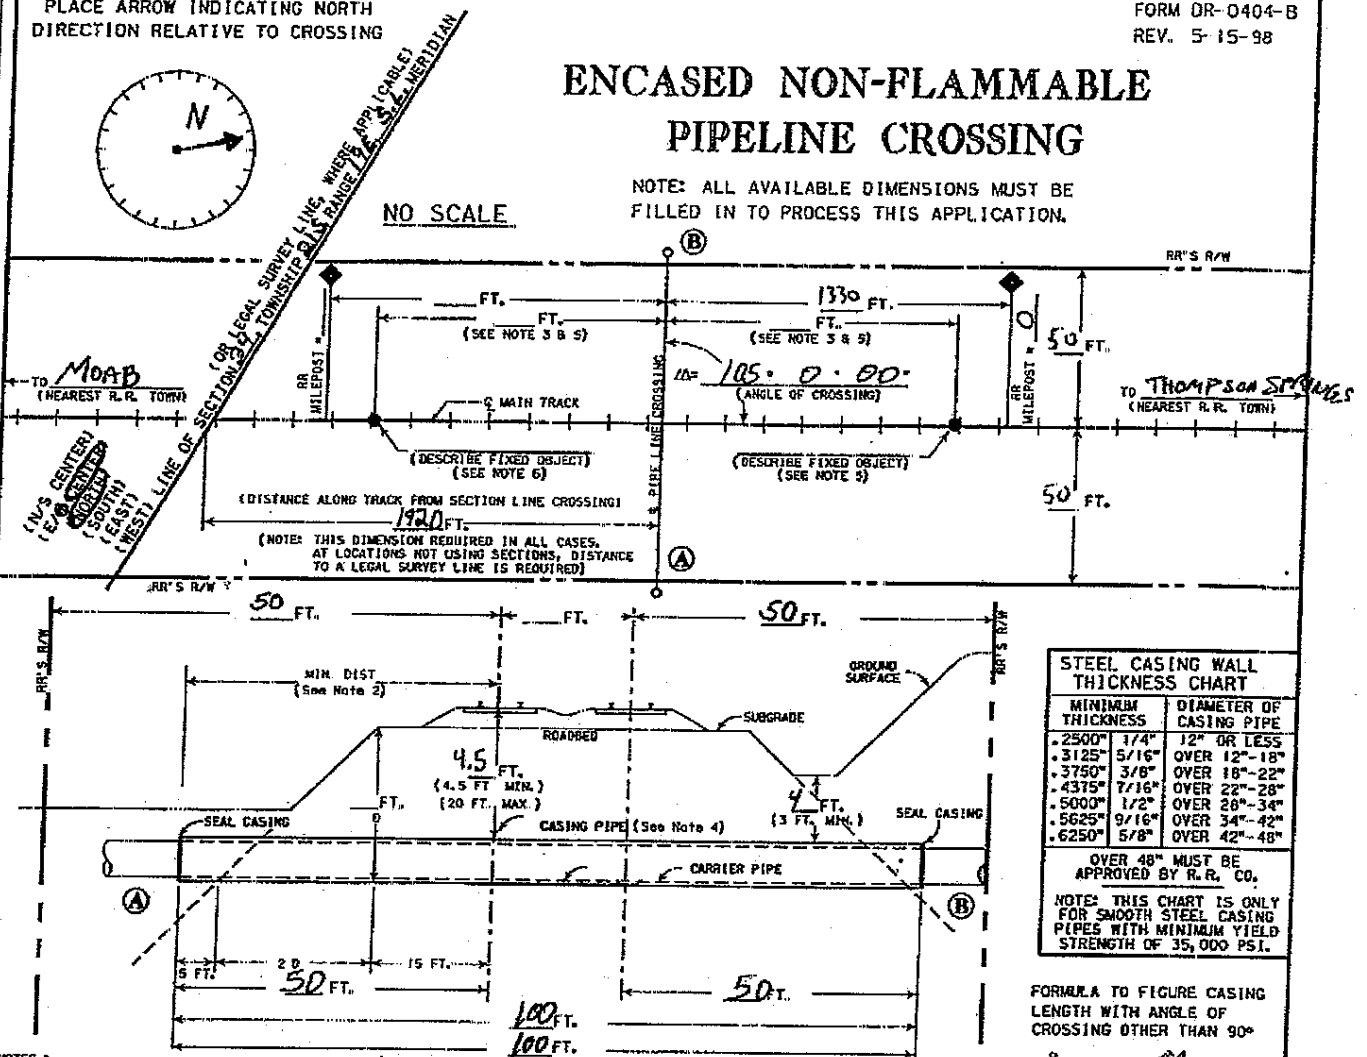 PLACE ARROW INDICATING NORTH
DIRECTION RELATIVE TO CROSSING
FORM DR-0404-B
REV. 5-15-98
ENCASED NON-FLAMMABLE
PIPELINE CROSSING
NOTE: ALL AVAILABLE DIMENSIONS MUST BE
FILLED IN TO PROCESS THIS APPLICATION.
N
NO SCALE
(OR LEGAL SURVEY LINE, WHERE APPLICABLE)
(WEST) LINE OF SECTION TOWNSHIP 21S RANGE 19E, S.L. MERIDIAN
(N/S CENTER)
(E/W CENTER)
(NORTH)
(SOUTH)
(EAST)
B
RR'S R/W
FT.
1330 FT.
FT.
(SEE NOTE 3 & 5)
FT.
(SEE NOTE 3 & 5)
RR
MILEPOST #
RR
MILEPOST # 0
50 FT.
TO MOAB
(NEAREST R.R. TOWN)
105. 0. 00.
(ANGLE OF CROSSING)
TO THOMPSON SPRINGS
(NEAREST R.R. TOWN)
℄ MAIN TRACK
℄ PIPE LINE CROSSING
(DESCRIBE FIXED OBJECT)
(SEE NOTE 6)
(DESCRIBE FIXED OBJECT)
(SEE NOTE 5)
50' FT.
(DISTANCE ALONG TRACK FROM SECTION LINE CROSSING)
1920 FT.
(NOTE: THIS DIMENSION REQUIRED IN ALL CASES.
AT LOCATIONS NOT USING SECTIONS, DISTANCE
TO A LEGAL SURVEY LINE IS REQUIRED)
A
RR'S R/W
50 FT.
FT.
50 FT.
RR'S R/W
RR'S R/W
MIN. DIST
(See Note 2)
GROUND
SURFACE
SUBGRADE
ROADBED
4.5 FT.
(4.5 FT MIN.)
(20 FT. MAX.)
FT.
D
4 FT.
(3 FT. MIN.)
SEAL CASING
CASING PIPE (See Note 4)
SEAL CASING
CARRIER PIPE
A
B
5 FT.
2 D
15 FT.
50 FT.
50 FT.
100 FT.
100 FT.
STEEL CASING WALL
THICKNESS CHART
MINIMUM THICKNESS DIAMETER OF CASING PIPE
.2500" 1/4" 12" OR LESS
.3125" 5/16" OVER 12"-18"
.3750" 3/8" OVER 18"-22"
.4375" 7/16" OVER 22"-28"
.5000" 1/2" OVER 28"-34"
.5625" 9/16" OVER 34"-42"
.6250" 5/8" OVER 42"-48"
OVER 48" MUST BE
APPROVED BY R.R. CO.
NOTE: THIS CHART IS ONLY
FOR SMOOTH STEEL CASING
PIPES WITH MINIMUM YIELD
STRENGTH OF 35,000 PSI.
FORMULA TO FIGURE CASING
LENGTH WITH ANGLE OF
CROSSING OTHER THAN 90°